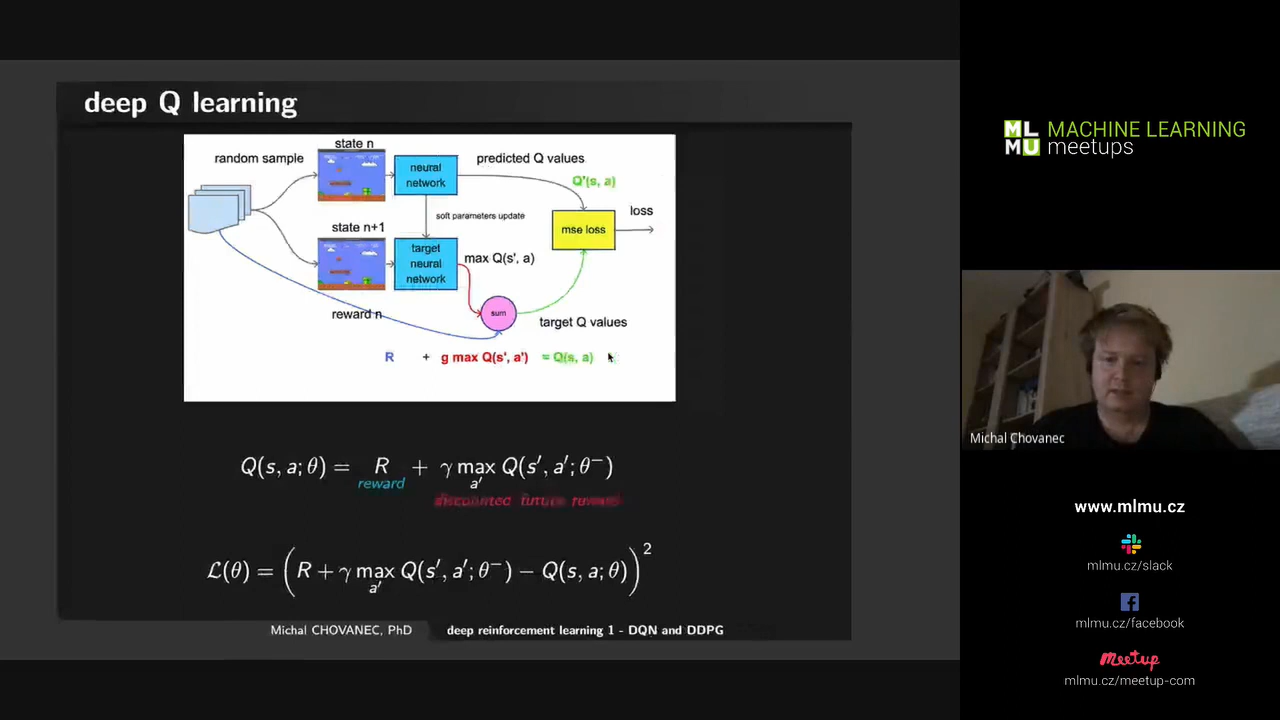 deep Q learning
random sample
state n
neural
network
predicted Q values
Q'(s, a)
soft parameters update
mse loss
loss
state n+1
target
neural
network
max Q(s', a)
sum
reward n
target Q values
R + g max Q(s', a') = Q(s, a)
Q(s, a; θ) = R + γ max Q(s′, a′; θ⁻)
a′
reward
discounted future reward
ℒ(θ) = (R + γ max Q(s′, a′; θ⁻) − Q(s, a; θ))²
a′
Michal CHOVANEC, PhD
deep reinforcement learning 1 - DQN and DDPG
ML
MU
MACHINE LEARNING
meetups
Michal Chovanec
www.mlmu.cz
mlmu.cz/slack
mlmu.cz/facebook
meetup
mlmu.cz/meetup-com